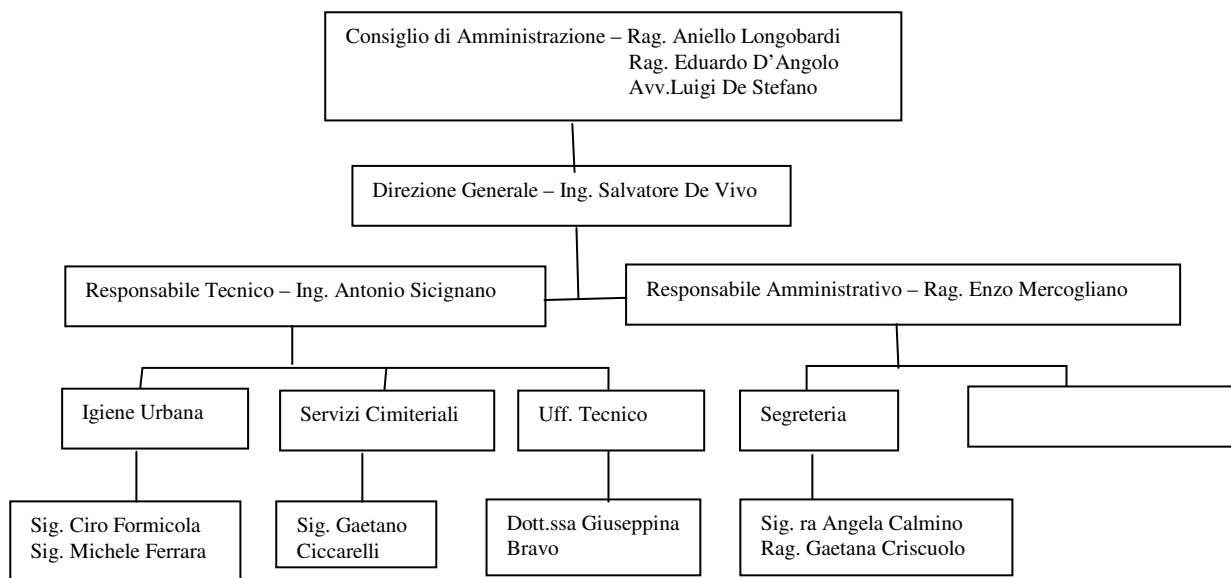 Consiglio di Amministrazione – Rag. Aniello Longobardi
Rag. Eduardo D’Angolo
Avv.Luigi De Stefano
Direzione Generale – Ing. Salvatore De Vivo
Responsabile Tecnico – Ing. Antonio Sicignano
Responsabile Amministrativo – Rag. Enzo Mercogliano
Igiene Urbana
Servizi Cimiteriali
Uff. Tecnico
Segreteria
Sig. Ciro Formicola
Sig. Michele Ferrara
Sig. Gaetano
Ciccarelli
Dott.ssa Giuseppina
Bravo
Sig. ra Angela Calmino
Rag. Gaetana Criscuolo